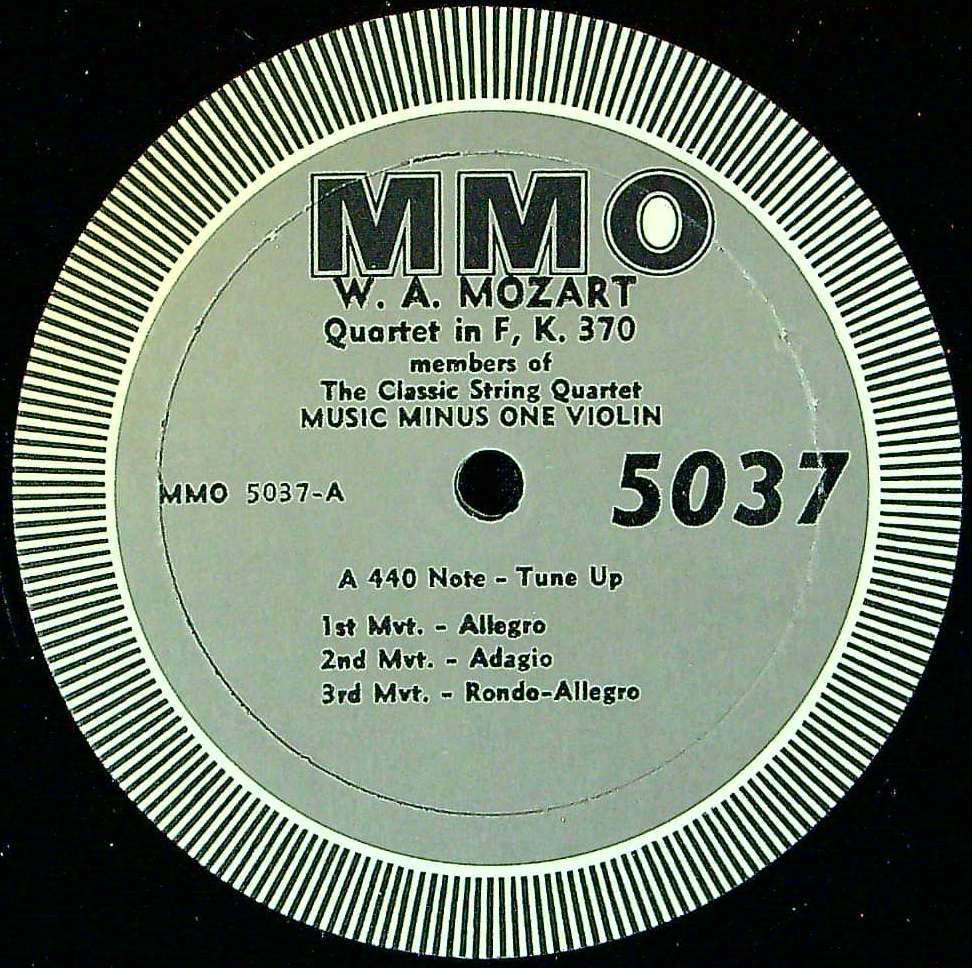 MMO
W. A. MOZART
Quartet in F, K. 370
members of
The Classic String Quartet
MUSIC MINUS ONE VIOLIN
MMO 5037-A
5037
A 440 Note - Tune Up
1st Mvt. - Allegro
2nd Mvt. - Adagio
3rd Mvt. - Rondo-Allegro